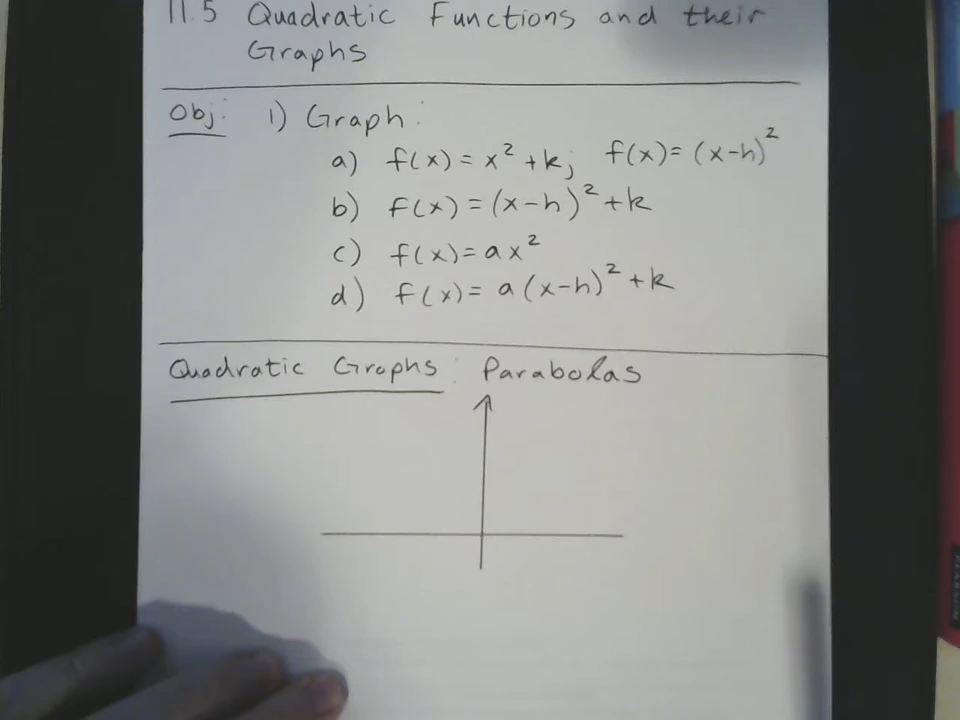 11.5 Quadratic Functions and their
Graphs
Obj: 1) Graph:
a) f(x) = x² + k; f(x) = (x-h)²
b) f(x) = (x-h)² + k
c) f(x) = ax²
d) f(x) = a(x-h)² + k
Quadratic Graphs: Parabolas